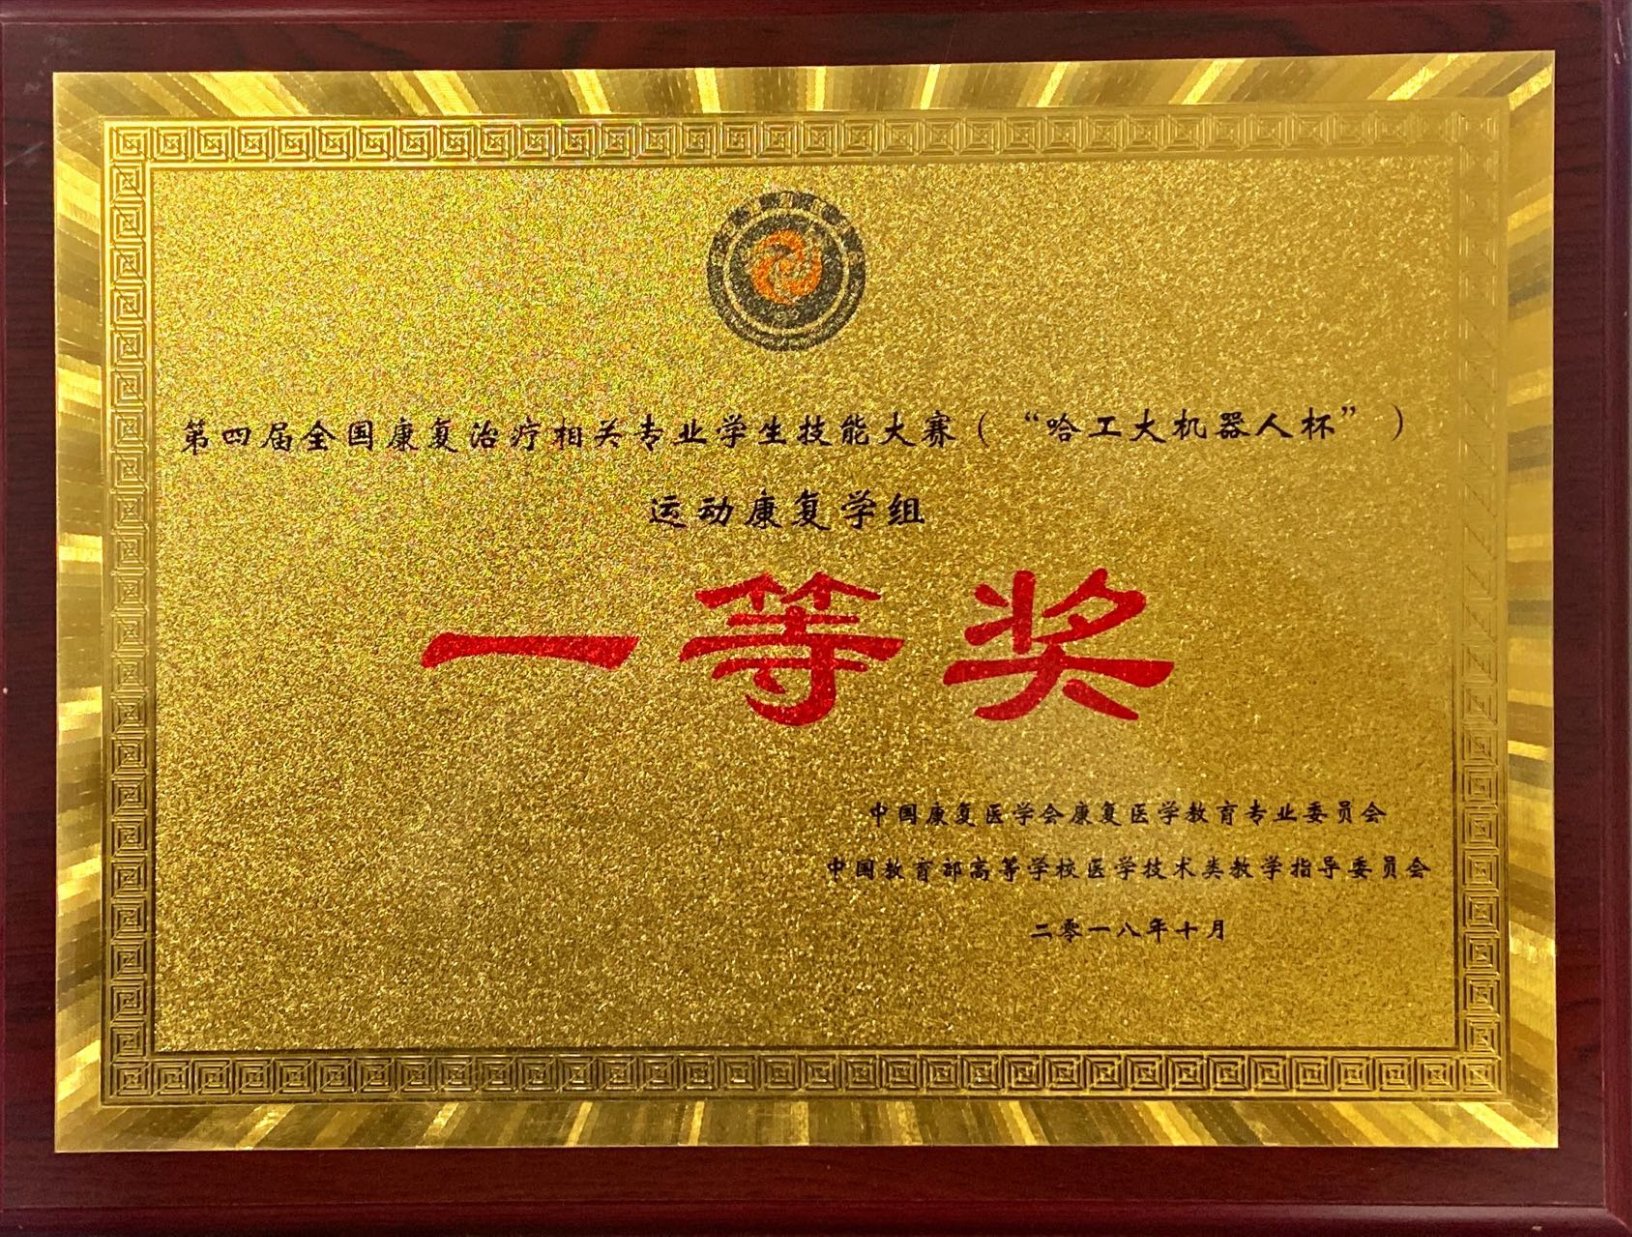 第四届全国康复治疗相关专业学生技能大赛（“哈工大机器人杯”）
运动康复学组
一等奖
中国康复医学会康复医学教育专业委员会
中国教育部高等学校医学技术类教学指导委员会
二零一八年十月